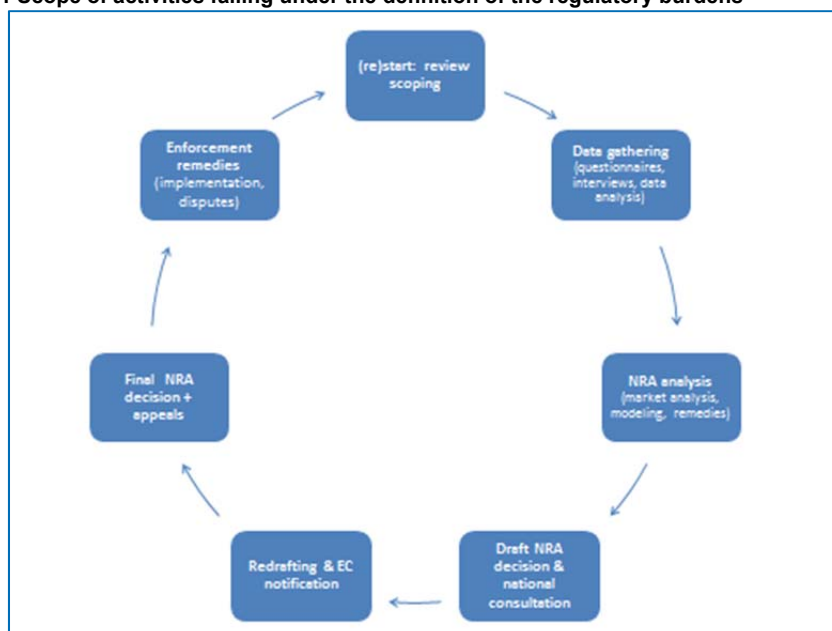 Scope of activities falling under the definition of the regulatory burdens
(re)start: review
scoping
Data gathering
(questionnaires,
interviews, data
analysis)
NRA analysis
(market analysis,
modeling, remedies)
Draft NRA
decision &
national
consultation
Redrafting & EC
notification
Final NRA
decision +
appeals
Enforcement
remedies
(implementation,
disputes)